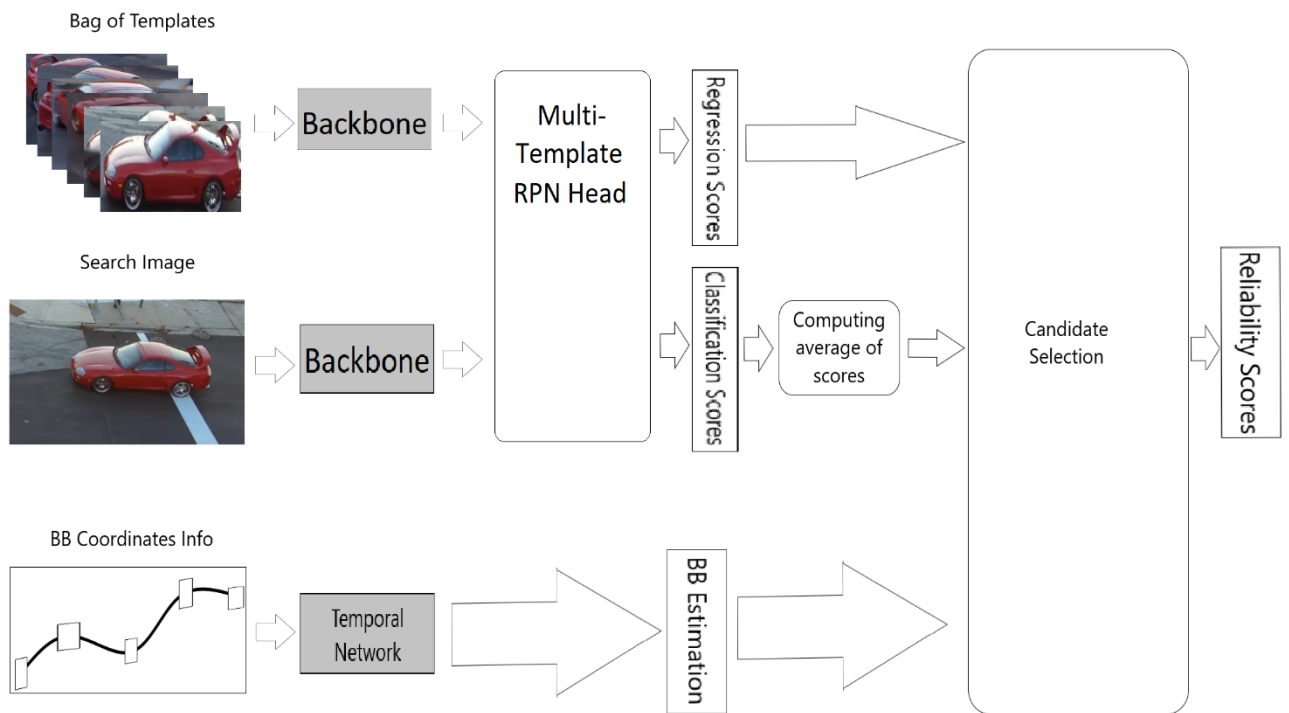 Bag of Templates
Backbone
Multi-
Template
RPN Head
Regression Scores
Search Image
Backbone
Classification Scores
Computing
average of
scores
Candidate
Selection
Reliability Scores
BB Coordinates Info
Temporal
Network
BB Estimation